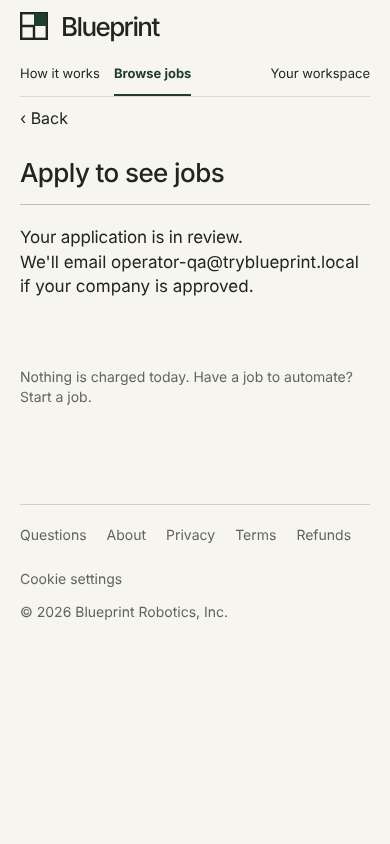 Blueprint
How it works Browse jobs Your workspace
‹ Back
Apply to see jobs
Your application is in review.
We'll email operator-qa@tryblueprint.local
if your company is approved.
Nothing is charged today. Have a job to automate?
Start a job.
Questions About Privacy Terms Refunds
Cookie settings
© 2026 Blueprint Robotics, Inc.